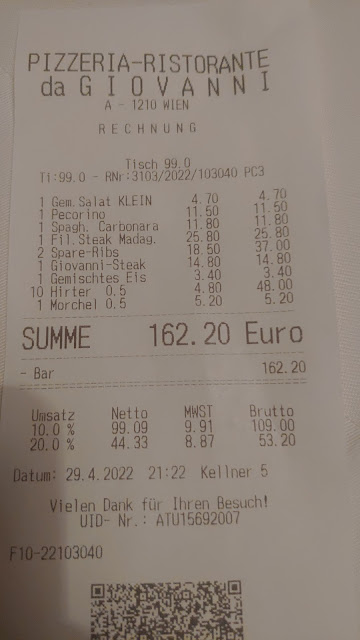 PIZZERIA-RISTORANTE
da GIOVANNI
A - 1210 WIEN
RECHNUNG
Tisch 99.0
Ti:99.0 - RNr:3103/2022/103040 PC3
1 Gem.Salat KLEIN 4.70 4.70
1 Pecorino 11.50 11.50
1 Spagh. Carbonara 11.80 11.80
1 Fil.Steak Madag. 25.80 25.80
2 Spare-Ribs 18.50 37.00
1 Giovanni-Steak 14.80 14.80
1 Gemischtes Eis 3.40 3.40
10 Hirter 0.5 4.80 48.00
1 Morchel 0.5 5.20 5.20
SUMME 162.20 Euro
- Bar 162.20
Umsatz Netto MWST Brutto
10.0 % 99.09 9.91 109.00
20.0 % 44.33 8.87 53.20
Datum: 29.4.2022 21:22 Kellner 5
Vielen Dank für Ihren Besuch!
UID- Nr.: ATU15692007
F10-22103040